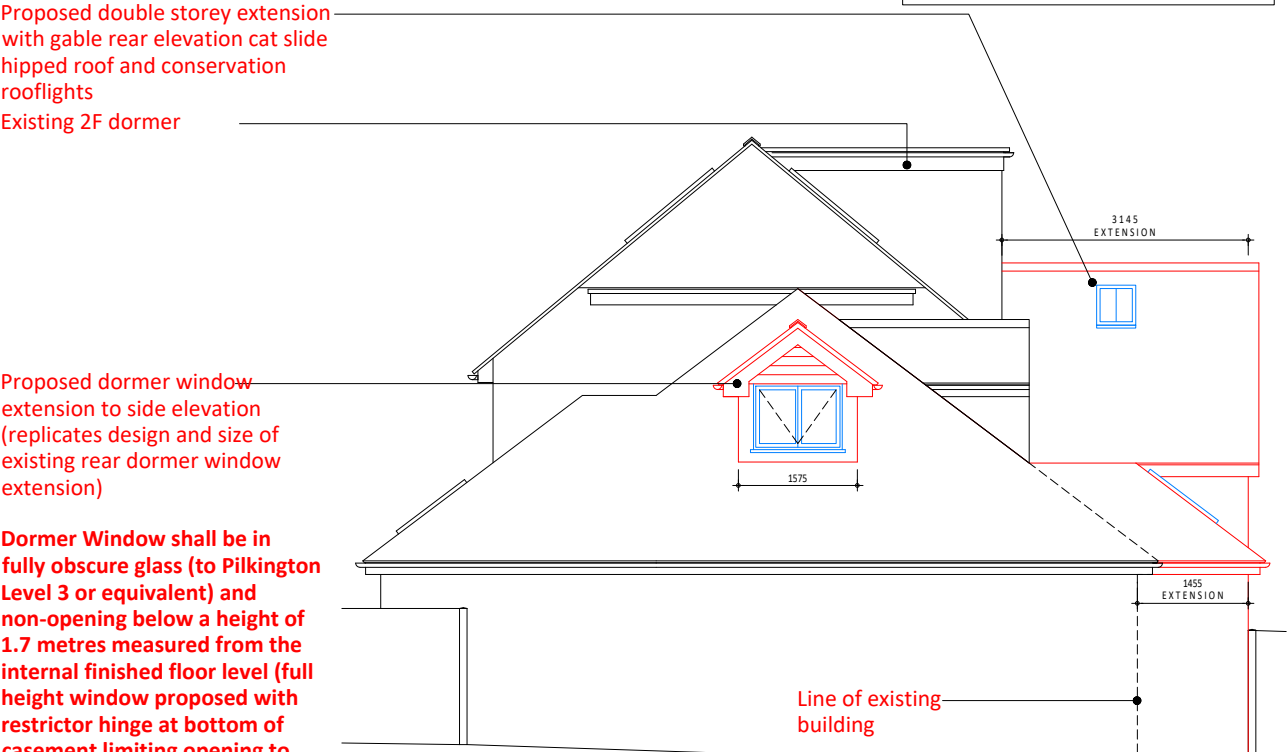 Proposed double storey extension
with gable rear elevation cat slide
hipped roof and conservation
rooflights
Existing 2F dormer
3145
EXTENSION
Proposed dormer window
extension to side elevation
(replicates design and size of
existing rear dormer window
extension)
1575
Dormer Window shall be in
fully obscure glass (to Pilkington
Level 3 or equivalent) and
non-opening below a height of
1.7 metres measured from the
internal finished floor level (full
height window proposed with
restrictor hinge at bottom of
casement limiting opening to
1455
EXTENSION
Line of existing
building